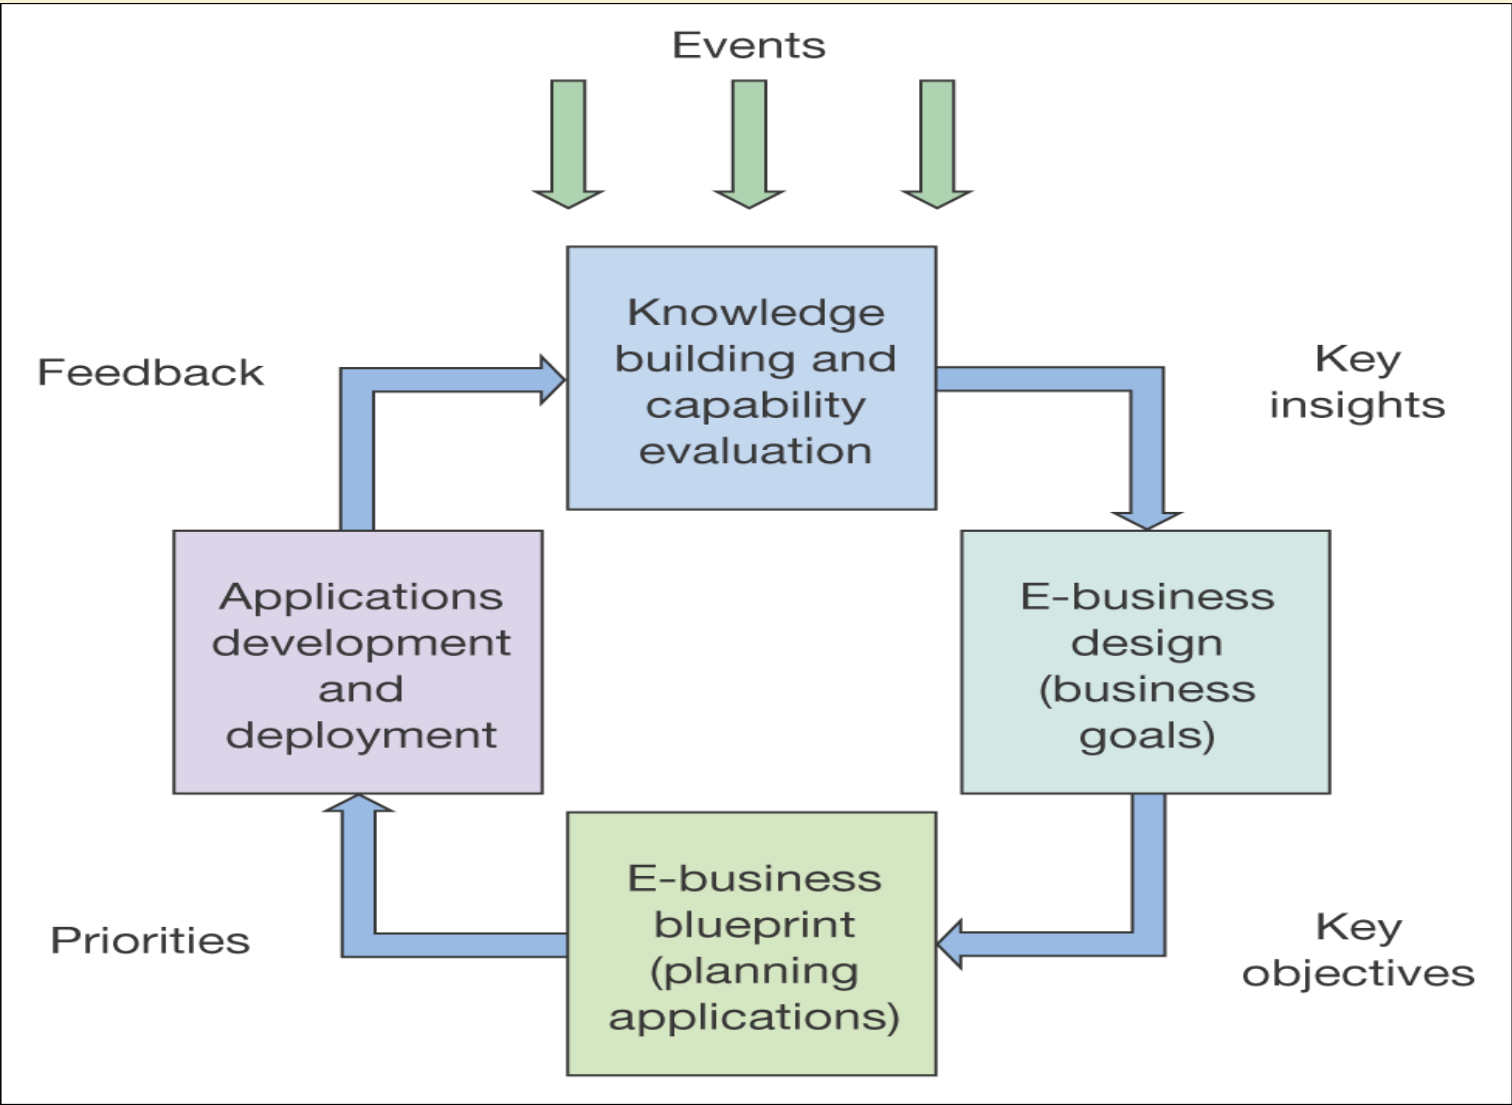 Events
Knowledge
building and
capability
evaluation
Feedback
Key
insights
Applications
development
and
deployment
E-business
design
(business
goals)
E-business
blueprint
(planning
applications)
Priorities
Key
objectives